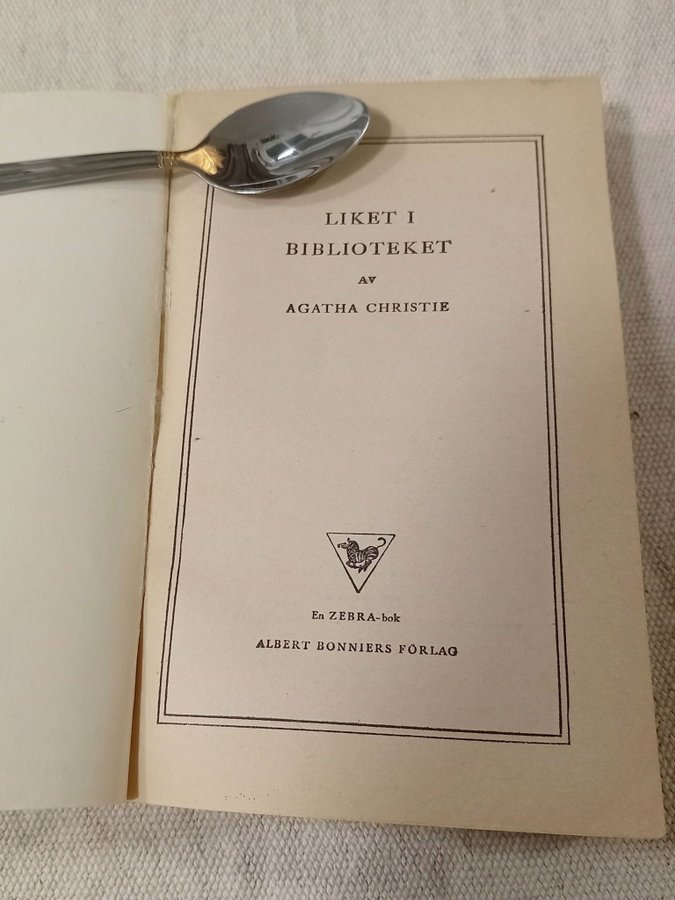 LIKET I
BIBLIOTEKET
AV
AGATHA CHRISTIE
En ZEBRA-bok
ALBERT BONNIERS FÖRLAG